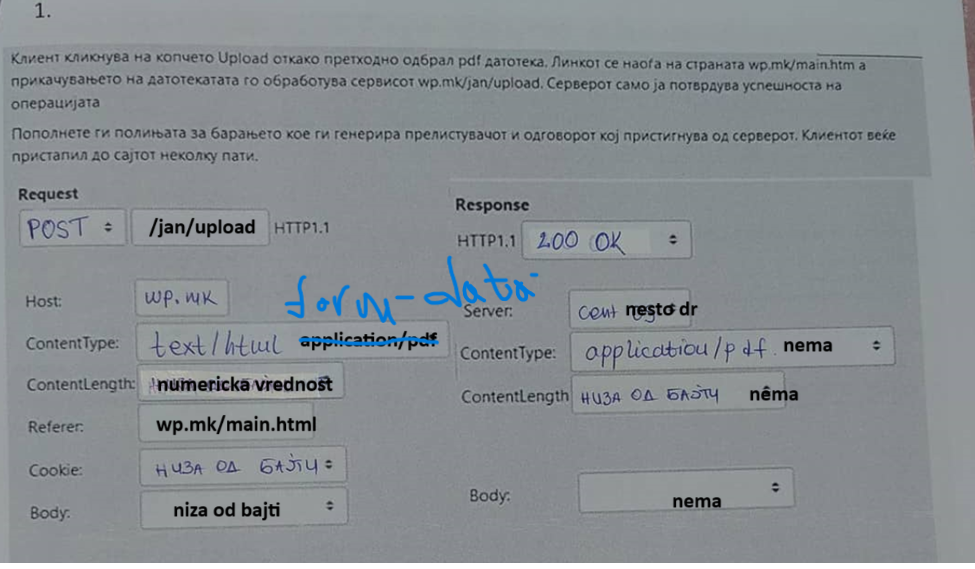 1.
Клиент кликнува на копчето Upload откако претходно одбрал pdf датотека. Линкот се наоѓа на страната wp.mk/main.htm а
прикачувањето на датотекатата го обработува сервисот wp.mk/jan/upload. Серверот само ја потврдува успешноста на
операцијата
Пополнете ги полињата за барањето кое ги генерира прелистувачот и одговорот кој пристигнува од серверот. Клиентот веќе
пристапил до сајтот неколку пати.
Request
POST /jan/upload HTTP1.1
Host: wp.mk
form-data
ContentType: text/html application/pdf
ContentLength: numericka vrednost
Referer: wp.mk/main.html
Cookie: НИЗА ОД БАЈТИ
Body: niza od bajti
Response
HTTP1.1 200 OK
Server: cent nesto dr
ContentType: application/pdf nema
ContentLength НИЗА ОД БАЈТИ nêma
Body: nema